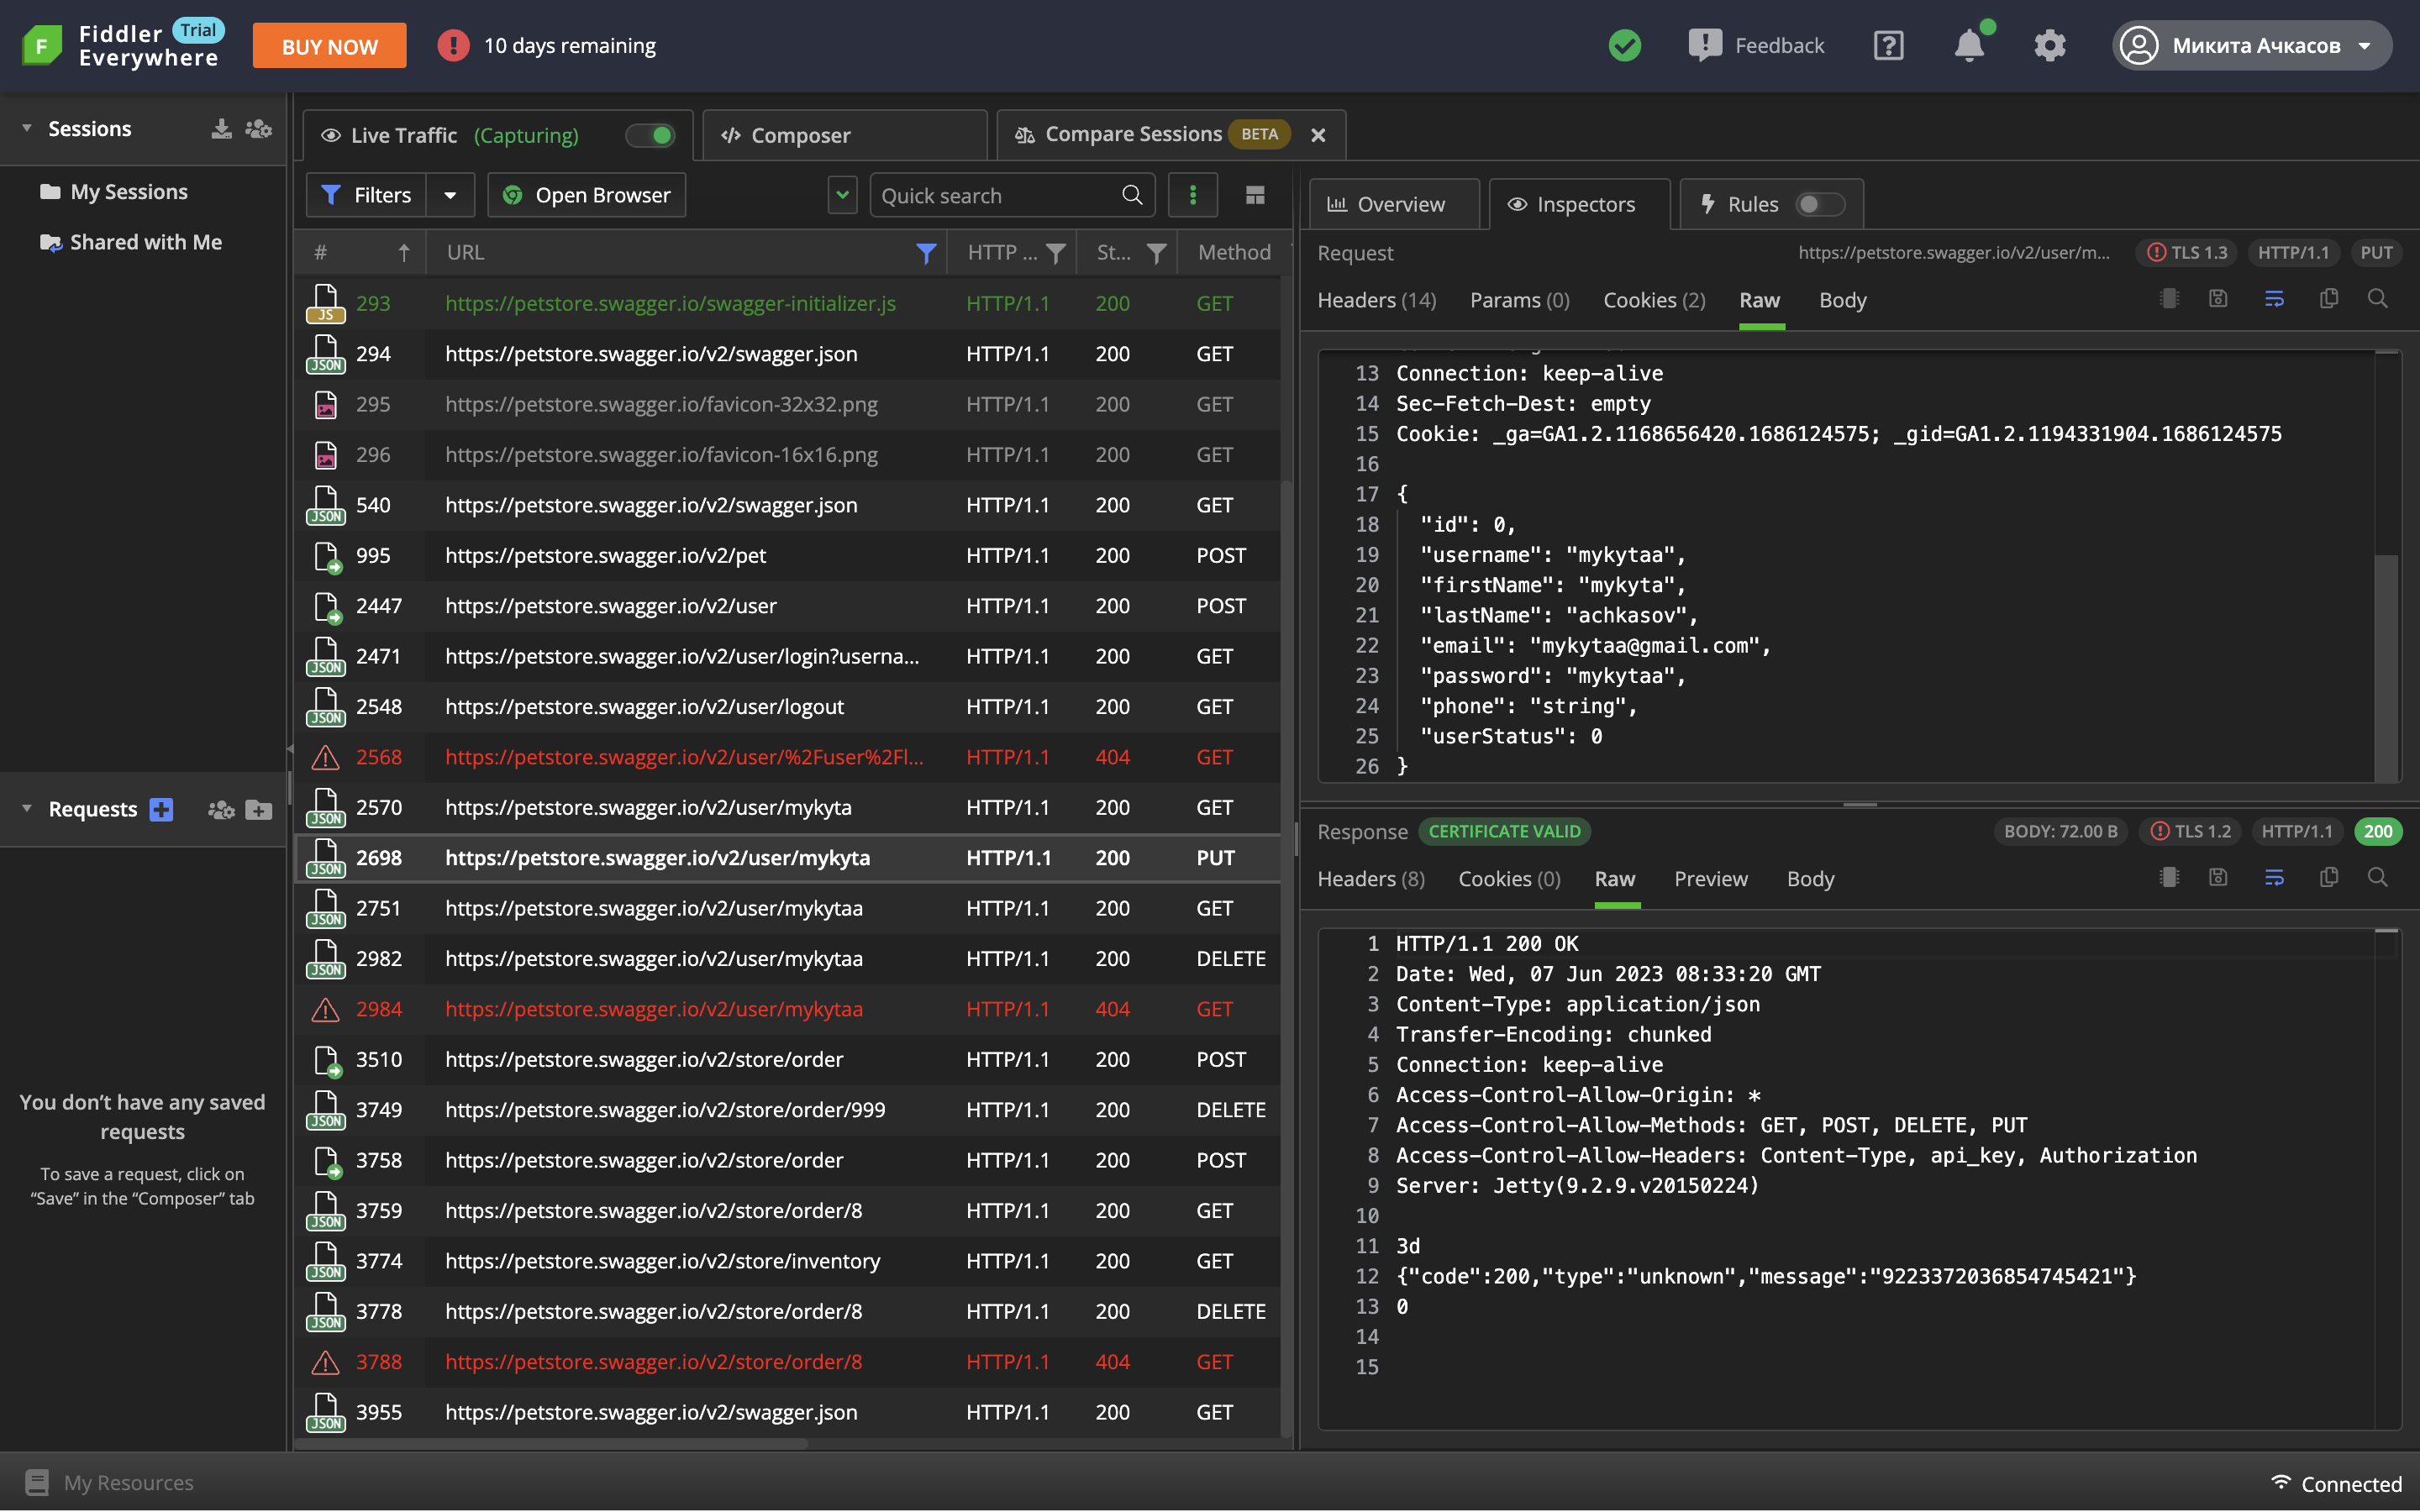 Fiddler Trial
Everywhere
BUY NOW
10 days remaining
Feedback
Микита Ачкасов
Sessions
My Sessions
Shared with Me
Requests
You don’t have any saved
requests
To save a request, click on
“Save” in the “Composer” tab
Live Traffic (Capturing)
Composer
Compare Sessions BETA
Filters
Open Browser
Quick search
# URL HTTP ... St... Method
JS 293 https://petstore.swagger.io/swagger-initializer.js HTTP/1.1 200 GET
JSON 294 https://petstore.swagger.io/v2/swagger.json HTTP/1.1 200 GET
295 https://petstore.swagger.io/favicon-32x32.png HTTP/1.1 200 GET
296 https://petstore.swagger.io/favicon-16x16.png HTTP/1.1 200 GET
JSON 540 https://petstore.swagger.io/v2/swagger.json HTTP/1.1 200 GET
995 https://petstore.swagger.io/v2/pet HTTP/1.1 200 POST
2447 https://petstore.swagger.io/v2/user HTTP/1.1 200 POST
JSON 2471 https://petstore.swagger.io/v2/user/login?userna... HTTP/1.1 200 GET
JSON 2548 https://petstore.swagger.io/v2/user/logout HTTP/1.1 200 GET
2568 https://petstore.swagger.io/v2/user/%2Fuser%2Fl... HTTP/1.1 404 GET
JSON 2570 https://petstore.swagger.io/v2/user/mykyta HTTP/1.1 200 GET
JSON 2698 https://petstore.swagger.io/v2/user/mykyta HTTP/1.1 200 PUT
JSON 2751 https://petstore.swagger.io/v2/user/mykytaa HTTP/1.1 200 GET
JSON 2982 https://petstore.swagger.io/v2/user/mykytaa HTTP/1.1 200 DELETE
2984 https://petstore.swagger.io/v2/user/mykytaa HTTP/1.1 404 GET
3510 https://petstore.swagger.io/v2/store/order HTTP/1.1 200 POST
JSON 3749 https://petstore.swagger.io/v2/store/order/999 HTTP/1.1 200 DELETE
3758 https://petstore.swagger.io/v2/store/order HTTP/1.1 200 POST
JSON 3759 https://petstore.swagger.io/v2/store/order/8 HTTP/1.1 200 GET
JSON 3774 https://petstore.swagger.io/v2/store/inventory HTTP/1.1 200 GET
JSON 3778 https://petstore.swagger.io/v2/store/order/8 HTTP/1.1 200 DELETE
3788 https://petstore.swagger.io/v2/store/order/8 HTTP/1.1 404 GET
JSON 3955 https://petstore.swagger.io/v2/swagger.json HTTP/1.1 200 GET
Overview
Inspectors
Rules
Request https://petstore.swagger.io/v2/user/m... TLS 1.3 HTTP/1.1 PUT
Headers (14) Params (0) Cookies (2) Raw Body
13 Connection: keep-alive
14 Sec-Fetch-Dest: empty
15 Cookie: _ga=GA1.2.1168656420.1686124575; _gid=GA1.2.1194331904.1686124575
16
17 {
18 "id": 0,
19 "username": "mykytaa",
20 "firstName": "mykyta",
21 "lastName": "achkasov",
22 "email": "mykytaa@gmail.com",
23 "password": "mykytaa",
24 "phone": "string",
25 "userStatus": 0
26 }
Response CERTIFICATE VALID BODY: 72.00 B TLS 1.2 HTTP/1.1 200
Headers (8) Cookies (0) Raw Preview Body
1 HTTP/1.1 200 OK
2 Date: Wed, 07 Jun 2023 08:33:20 GMT
3 Content-Type: application/json
4 Transfer-Encoding: chunked
5 Connection: keep-alive
6 Access-Control-Allow-Origin: *
7 Access-Control-Allow-Methods: GET, POST, DELETE, PUT
8 Access-Control-Allow-Headers: Content-Type, api_key, Authorization
9 Server: Jetty(9.2.9.v20150224)
10
11 3d
12 {"code":200,"type":"unknown","message":"9223372036854745421"}
13 0
14
15
My Resources
Connected